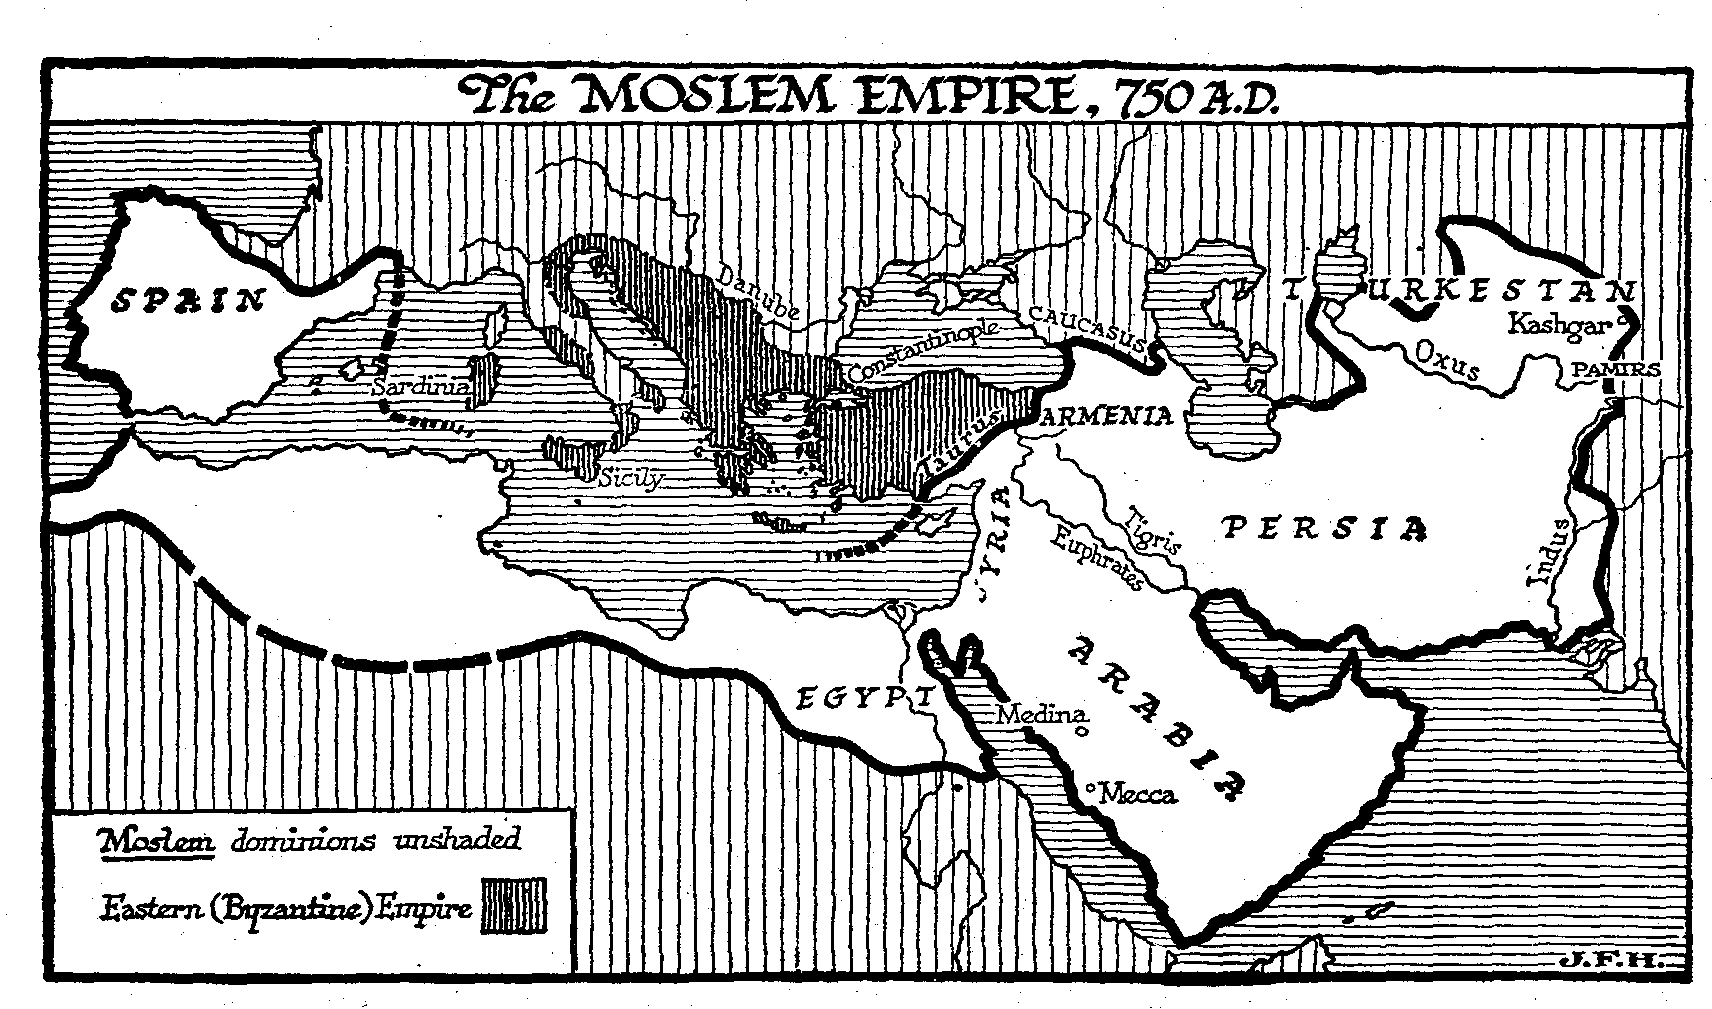 The MOSLEM EMPIRE, 750 A.D.
SPAIN
Danube
TURKESTAN
Kashgar
CAUCASUS
Constantinople
Oxus
PAMIRS
Sardinia
ARMENIA
Taurus
Sicily
SYRIA
Tigris
Euphrates
PERSIA
Indus
ARABIA
EGYPT
Medina
Mecca
Moslem dominions unshaded
Eastern (Byzantine) Empire
J.F.H.